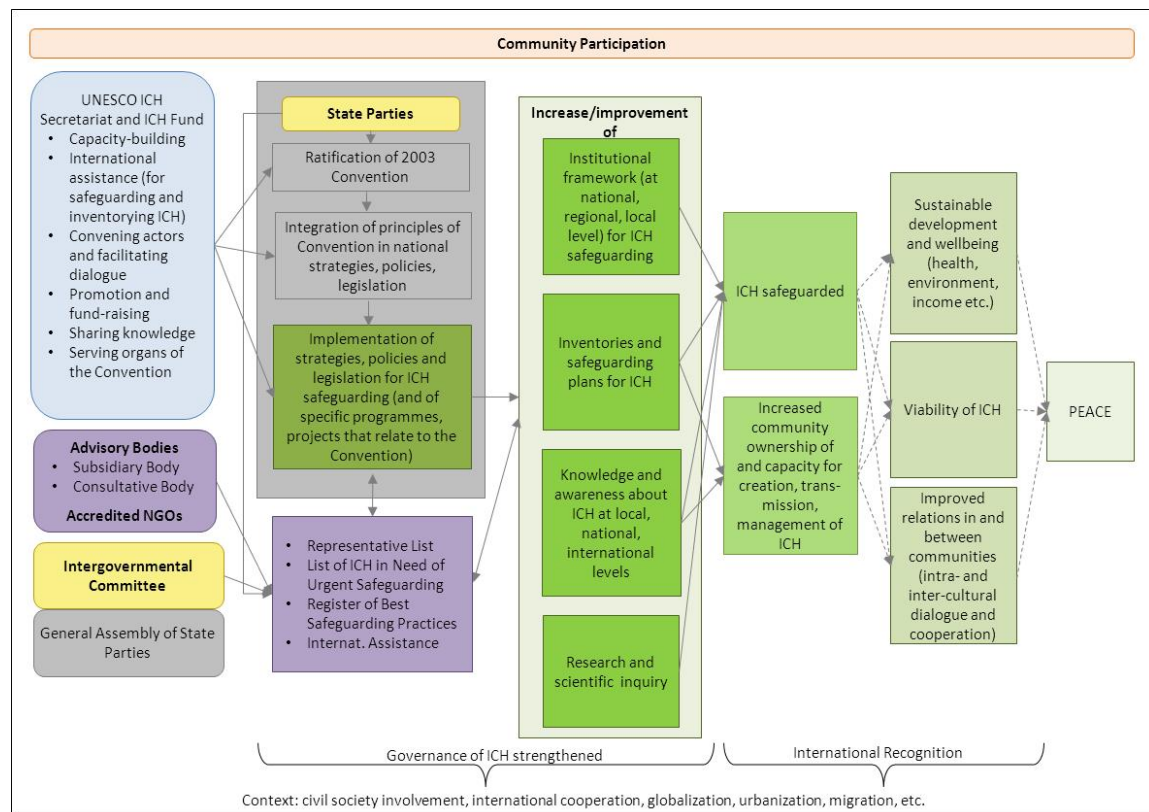 Community Participation
UNESCO ICH
Secretariat and ICH Fund
• Capacity-building
• International
assistance (for
safeguarding and
inventorying ICH)
• Convening actors
and facilitating
dialogue
• Promotion and
fund-raising
• Sharing knowledge
• Serving organs of
the Convention
Advisory Bodies
• Subsidiary Body
• Consultative Body
Accredited NGOs
Intergovernmental
Committee
General Assembly of State
Parties
State Parties
Ratification of 2003
Convention
Integration of principles of
Convention in national
strategies, policies,
legislation
Implementation of
strategies, policies and
legislation for ICH
safeguarding (and of
specific programmes,
projects that relate to the
Convention)
• Representative List
• List of ICH in Need of
Urgent Safeguarding
• Register of Best
Safeguarding Practices
• Internat. Assistance
Increase/improvement
of
Institutional
framework (at
national,
regional, local
level) for ICH
safeguarding
Inventories and
safeguarding
plans for ICH
Knowledge and
awareness about
ICH at local,
national,
international
levels
Research and
scientific inquiry
ICH safeguarded
Increased
community
ownership of
and capacity for
creation, trans-
mission,
management of
ICH
Sustainable
development
and wellbeing
(health,
environment,
income etc.)
Viability of ICH
Improved
relations in and
between
communities
(intra- and
inter-cultural
dialogue and
cooperation)
PEACE
Governance of ICH strengthened
International Recognition
Context: civil society involvement, international cooperation, globalization, urbanization, migration, etc.